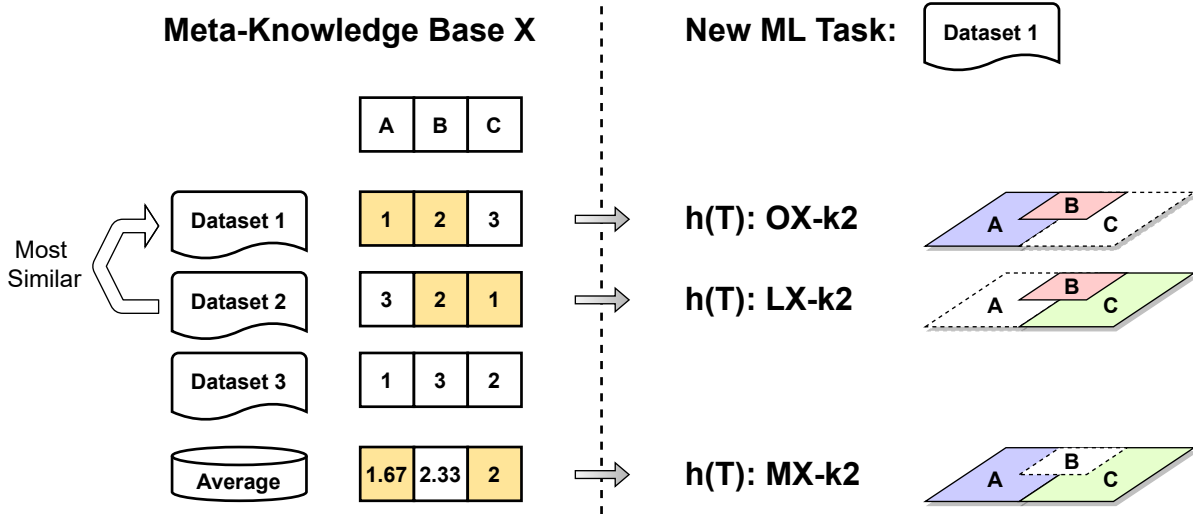 Meta-Knowledge Base X
New ML Task:
Dataset 1
A B C
Dataset 1
1 2 3
h(T): OX-k2
A B C
Most
Similar
Dataset 2
3 2 1
h(T): LX-k2
A B C
Dataset 3
1 3 2
Average
1.67 2.33 2
h(T): MX-k2
A B C